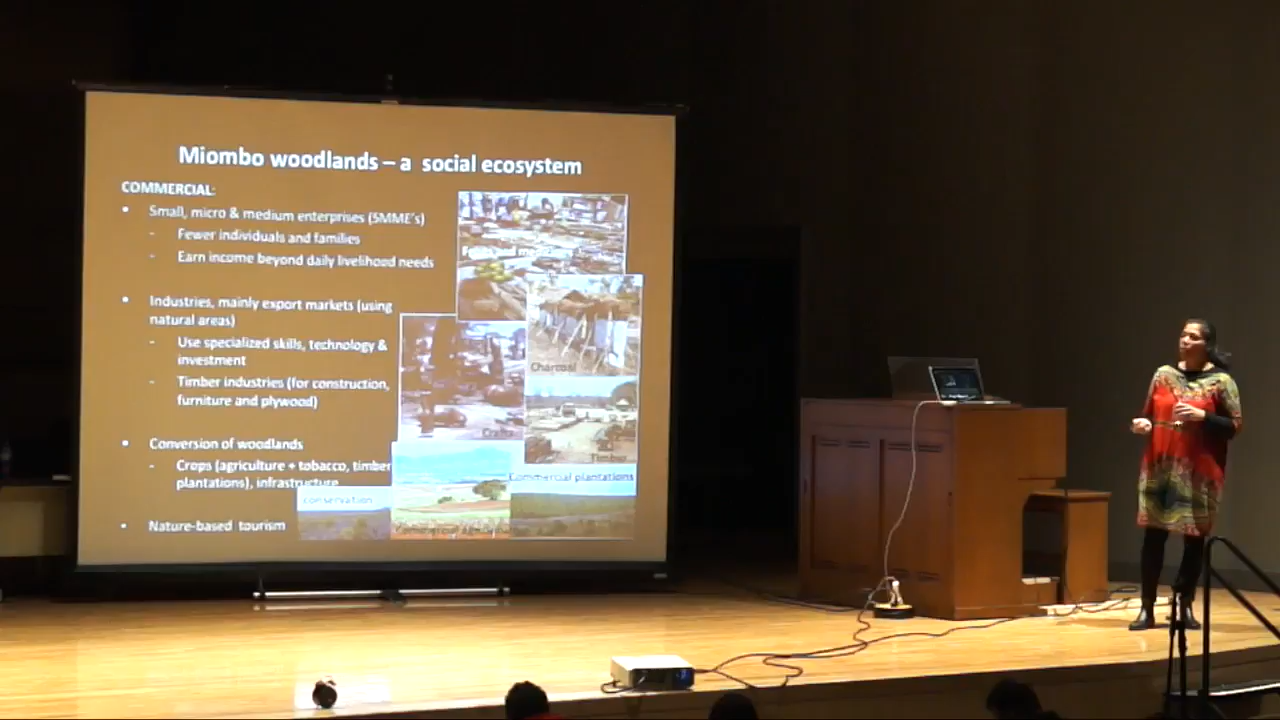 Miombo woodlands – a social ecosystem
COMMERCIAL:
• Small, micro & medium enterprises (SMME's)
- Fewer individuals and families
- Earn income beyond daily livelihood needs
• Industries, mainly export markets (using
natural areas)
- Use specialized skills, technology &
investment
- Timber industries (for construction,
furniture and plywood)
• Conversion of woodlands
- Crops (agriculture + tobacco, timber
plantations), infrastructure
• Nature-based tourism
Charcoal
Crafts
Timber
Commercial plantations
conservation